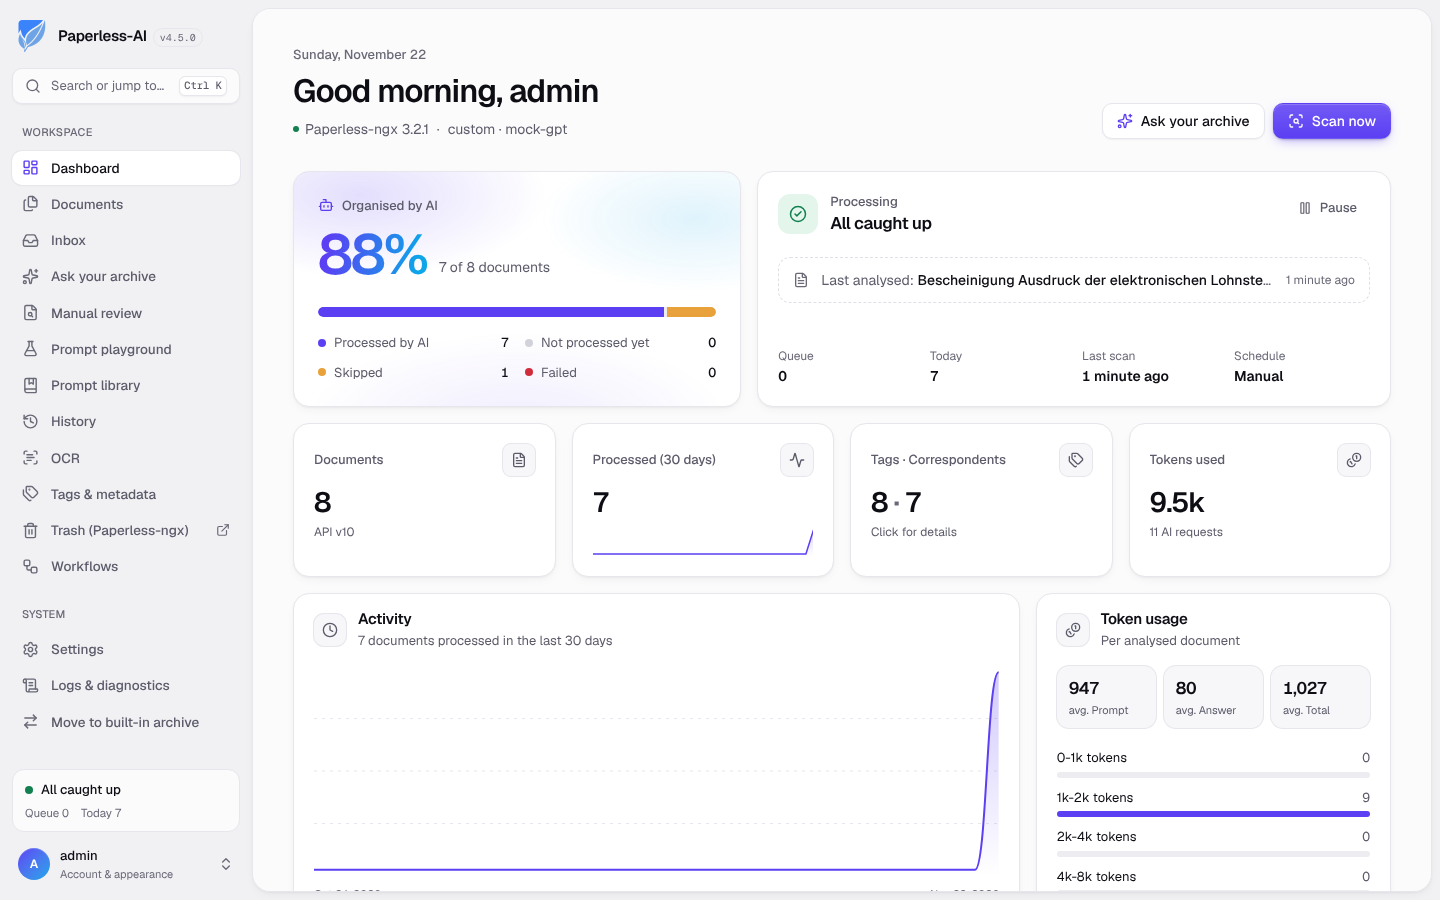 Paperless-AI v4.5.0
Search or jump to... Ctrl K
WORKSPACE
Dashboard
Documents
Inbox
Ask your archive
Manual review
Prompt playground
Prompt library
History
OCR
Tags & metadata
Trash (Paperless-ngx)
Workflows
SYSTEM
Settings
Logs & diagnostics
Move to built-in archive
All caught up
Queue 0 Today 7
A
admin
Account & appearance
Sunday, November 22
Good morning, admin
Paperless-ngx 3.2.1 · custom · mock-gpt
Ask your archive
Scan now
Organised by AI
88% 7 of 8 documents
Processed by AI 7
Not processed yet 0
Skipped 1
Failed 0
Processing
All caught up
Pause
Last analysed: Bescheinigung Ausdruck der elektronischen Lohnste... 1 minute ago
Queue
0
Today
7
Last scan
1 minute ago
Schedule
Manual
Documents
8
API v10
Processed (30 days)
7
Tags · Correspondents
8 · 7
Click for details
Tokens used
9.5k
11 AI requests
Activity
7 documents processed in the last 30 days
Token usage
Per analysed document
947
avg. Prompt
80
avg. Answer
1,027
avg. Total
0-1k tokens 0
1k-2k tokens 9
2k-4k tokens 0
4k-8k tokens 0